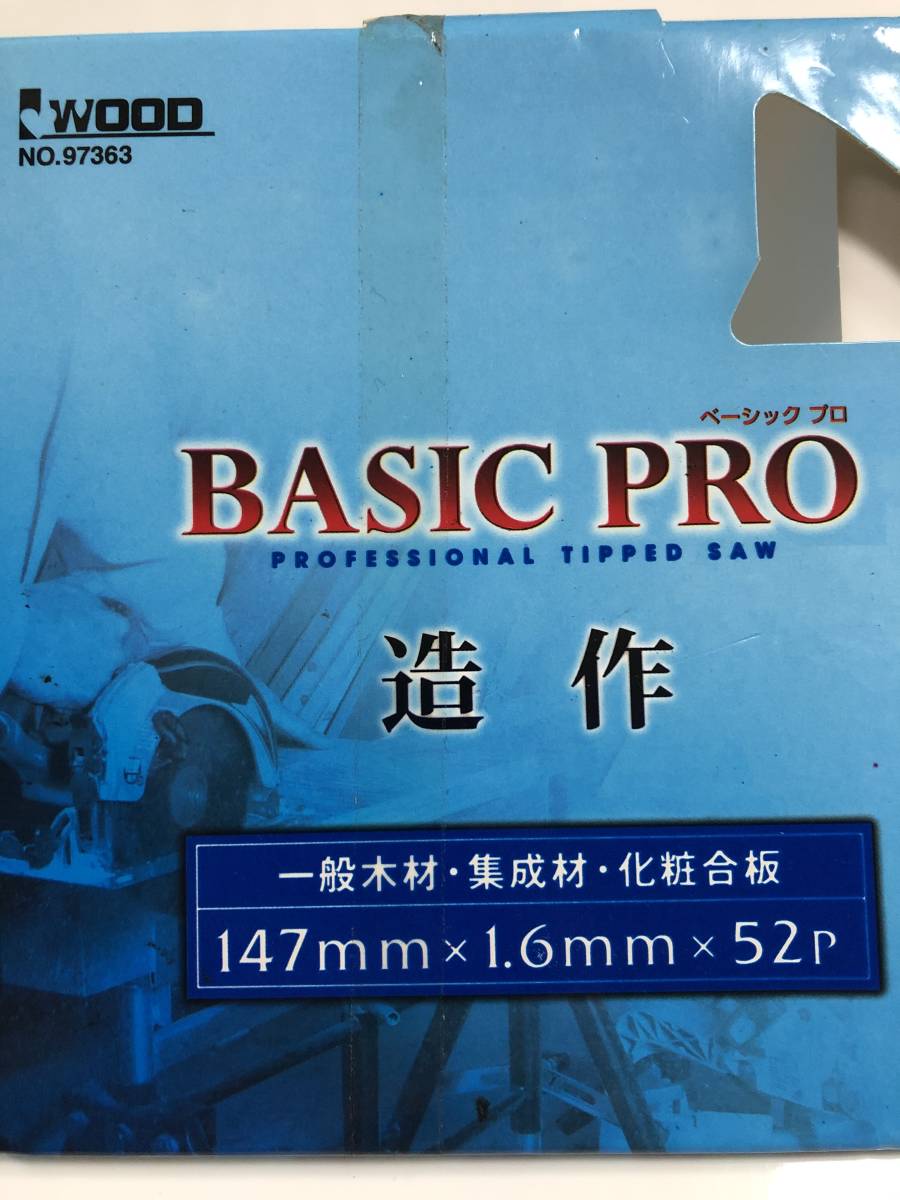 WOOD
NO.97363
ベーシック プロ
BASIC PRO
PROFESSIONAL TIPPED SAW
造作
一般木材・集成材・化粧合板
147mm×1.6mm×52P